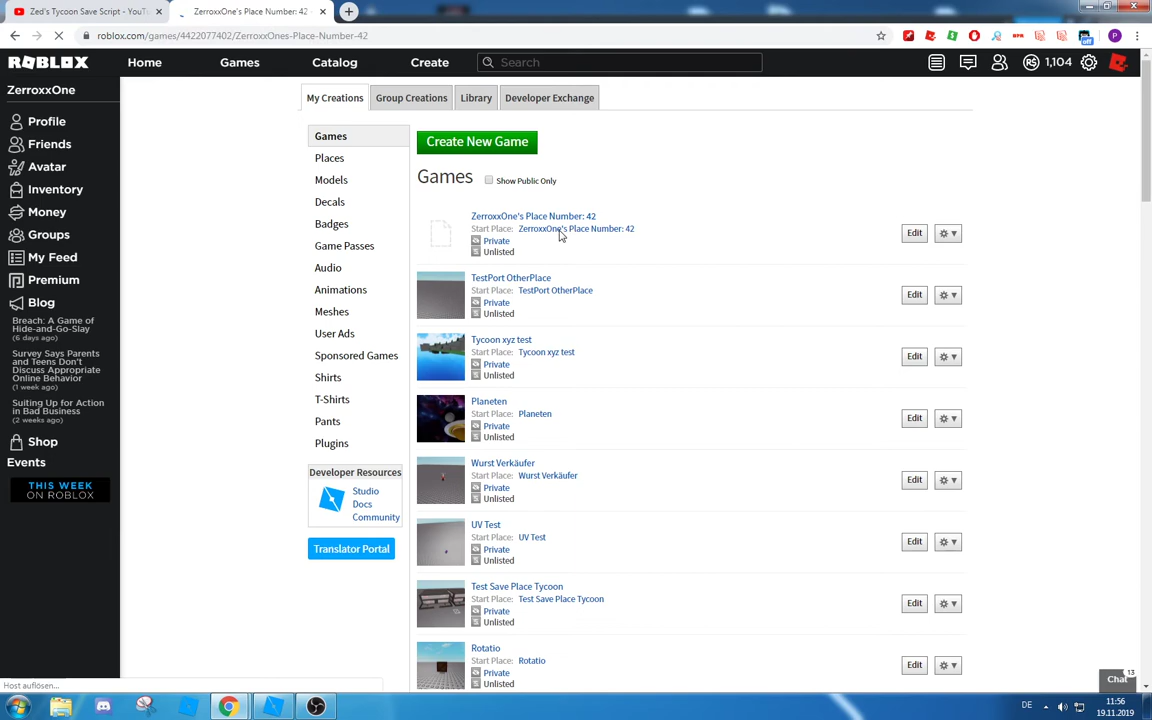 Zed's Tycoon Save Script - YouTu
ZerroxxOne's Place Number: 42 -
roblox.com/games/4422077402/ZerroxxOnes-Place-Number-42
off
P
ROBLOX
Home
Games
Catalog
Create
Search
1,104
ZerroxxOne
Profile
Friends
Avatar
Inventory
Money
Groups
My Feed
Premium
Blog
Breach: A Game of
Hide-and-Go-Slay
(6 days ago)
Survey Says Parents
and Teens Don't
Discuss Appropriate
Online Behavior
(1 week ago)
Suiting Up for Action
in Bad Business
(2 weeks ago)
Shop
Events
THIS WEEK
ON ROBLOX
My Creations
Group Creations
Library
Developer Exchange
Games
Places
Models
Decals
Badges
Game Passes
Audio
Animations
Meshes
User Ads
Sponsored Games
Shirts
T-Shirts
Pants
Plugins
Developer Resources
Studio
Docs
Community
Translator Portal
Create New Game
Games
Show Public Only
ZerroxxOne's Place Number: 42
Start Place: ZerroxxOne's Place Number: 42
Private
Unlisted
Edit
TestPort OtherPlace
Start Place: TestPort OtherPlace
Private
Unlisted
Edit
Tycoon xyz test
Start Place: Tycoon xyz test
Private
Unlisted
Edit
Planeten
Start Place: Planeten
Private
Unlisted
Edit
Wurst Verkäufer
Start Place: Wurst Verkäufer
Private
Unlisted
Edit
UV Test
Start Place: UV Test
Private
Unlisted
Edit
Test Save Place Tycoon
Start Place: Test Save Place Tycoon
Private
Unlisted
Edit
Rotatio
Start Place: Rotatio
Private
Unlisted
Edit
Chat
13
Host auflösen...
DE
11:56
19.11.2019